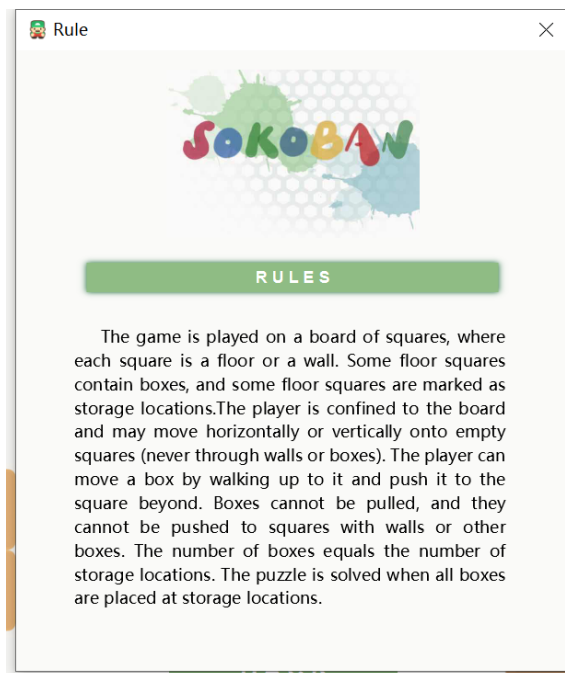 Rule
SOKOBAN
RULES
The game is played on a board of squares, where
each square is a floor or a wall. Some floor squares
contain boxes, and some floor squares are marked as
storage locations.The player is confined to the board
and may move horizontally or vertically onto empty
squares (never through walls or boxes). The player can
move a box by walking up to it and push it to the
square beyond. Boxes cannot be pulled, and they
cannot be pushed to squares with walls or other
boxes. The number of boxes equals the number of
storage locations. The puzzle is solved when all boxes
are placed at storage locations.